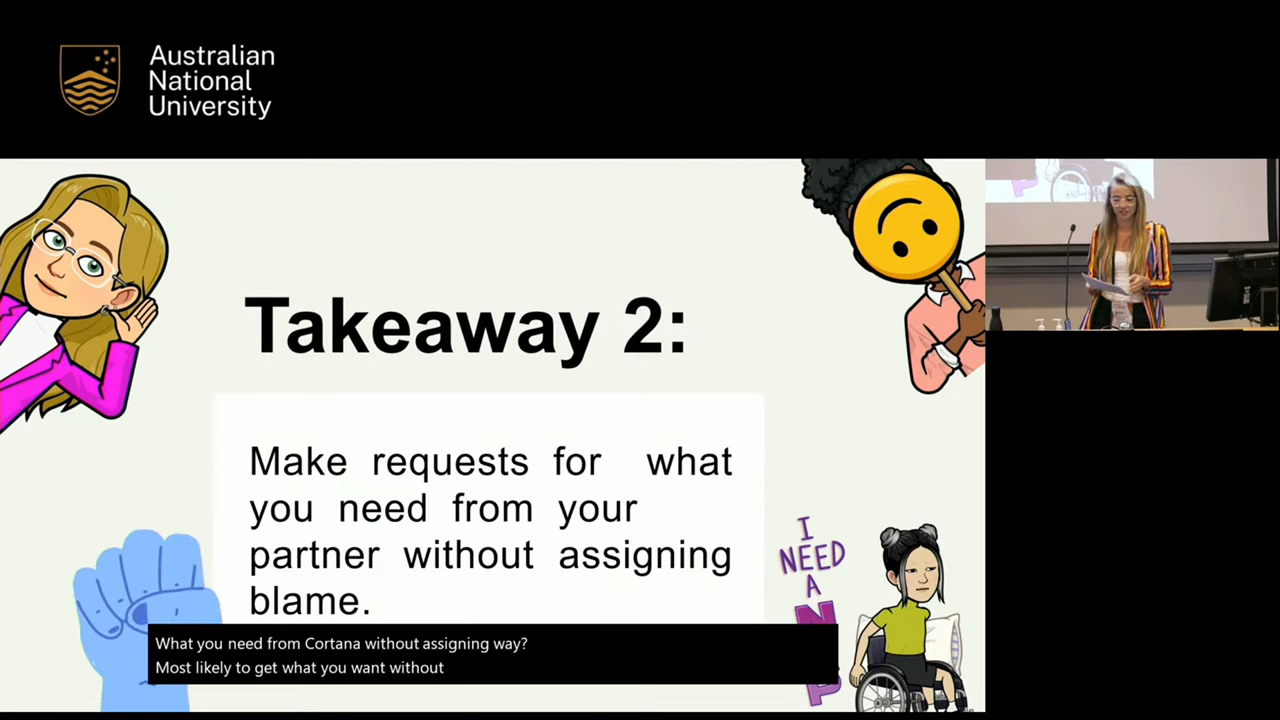 Australian
National
University
Takeaway 2:
Make requests for what
you need from your
partner without assigning
blame.
I
NEED
A
N
P
What you need from Cortana without assigning way?
Most likely to get what you want without